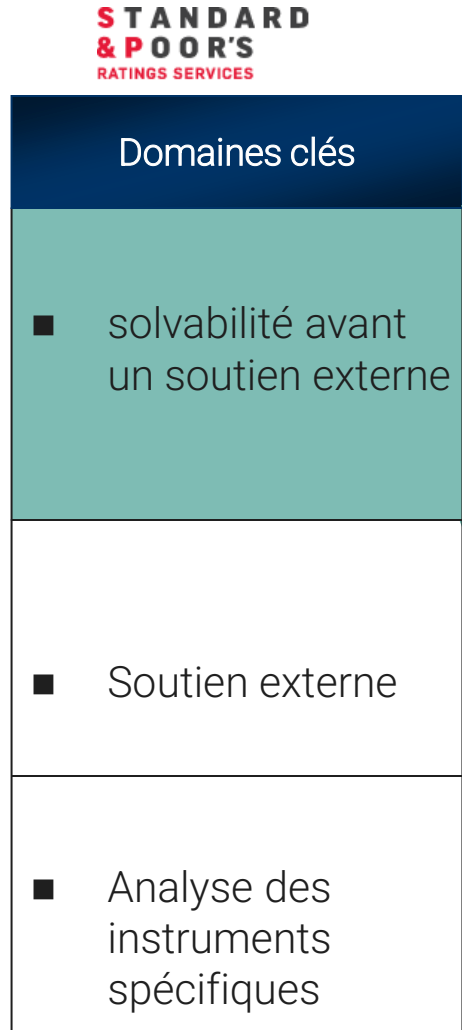 STANDARD
& POOR'S
RATINGS SERVICES
Domaines clés
■ solvabilité avant
un soutien externe
■ Soutien externe
■ Analyse des
instruments
spécifiques